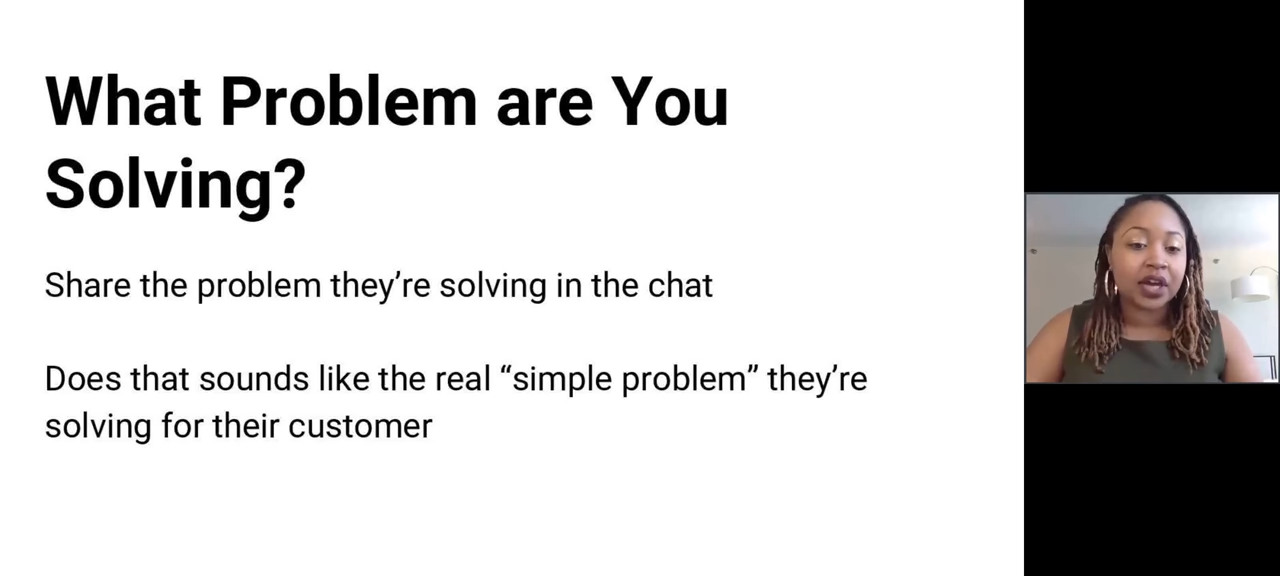 What Problem are You
Solving?
Share the problem they’re solving in the chat
Does that sounds like the real “simple problem” they’re
solving for their customer